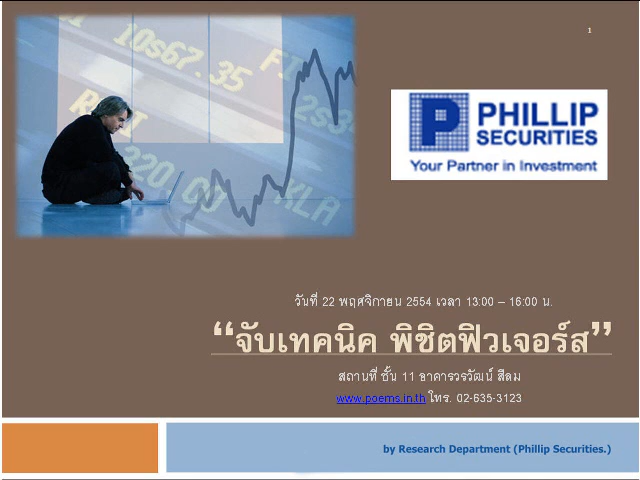 1
10s67.35
PHILLIP
SECURITIES
Your Partner in Investment
วันที่ 22 พฤศจิกายน 2554 เวลา 13:00 – 16:00 น.
“จับเทคนิค พิชิตฟิวเจอร์ส”
สถานที่ ชั้น 11 อาคารวรวัฒน์ สีลม
www.poems.in.th โทร. 02-635-3123
by Research Department (Phillip Securities.)